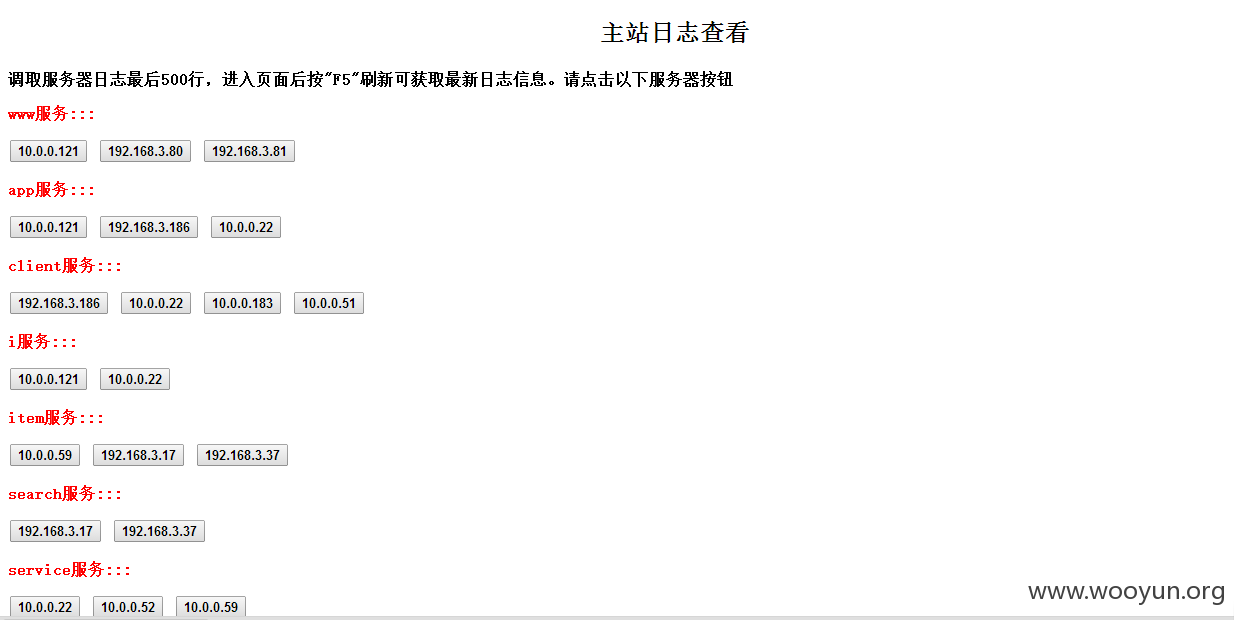 主站日志查看
调取服务器日志最后500行，进入页面后按"F5"刷新可获取最新日志信息。请点击以下服务器按钮
www服务:::
10.0.0.121 192.168.3.80 192.168.3.81
app服务:::
10.0.0.121 192.168.3.186 10.0.0.22
client服务:::
192.168.3.186 10.0.0.22 10.0.0.183 10.0.0.51
i服务:::
10.0.0.121 10.0.0.22
item服务:::
10.0.0.59 192.168.3.17 192.168.3.37
search服务:::
192.168.3.17 192.168.3.37
service服务:::
10.0.0.22 10.0.0.52 10.0.0.59
www.wooyun.org